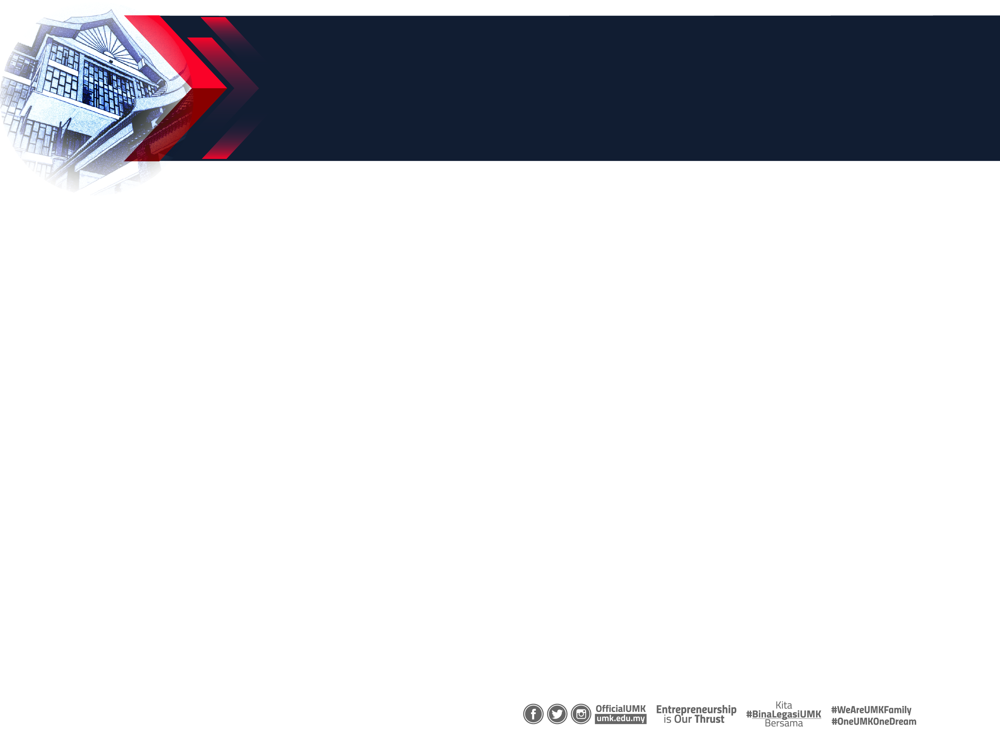 OfficialUMK
umk.edu.my
Entrepreneurship
is Our Thrust
Kita
#BinaLegasiUMK
Bersama
#WeAreUMKFamily
#OneUMKOneDream